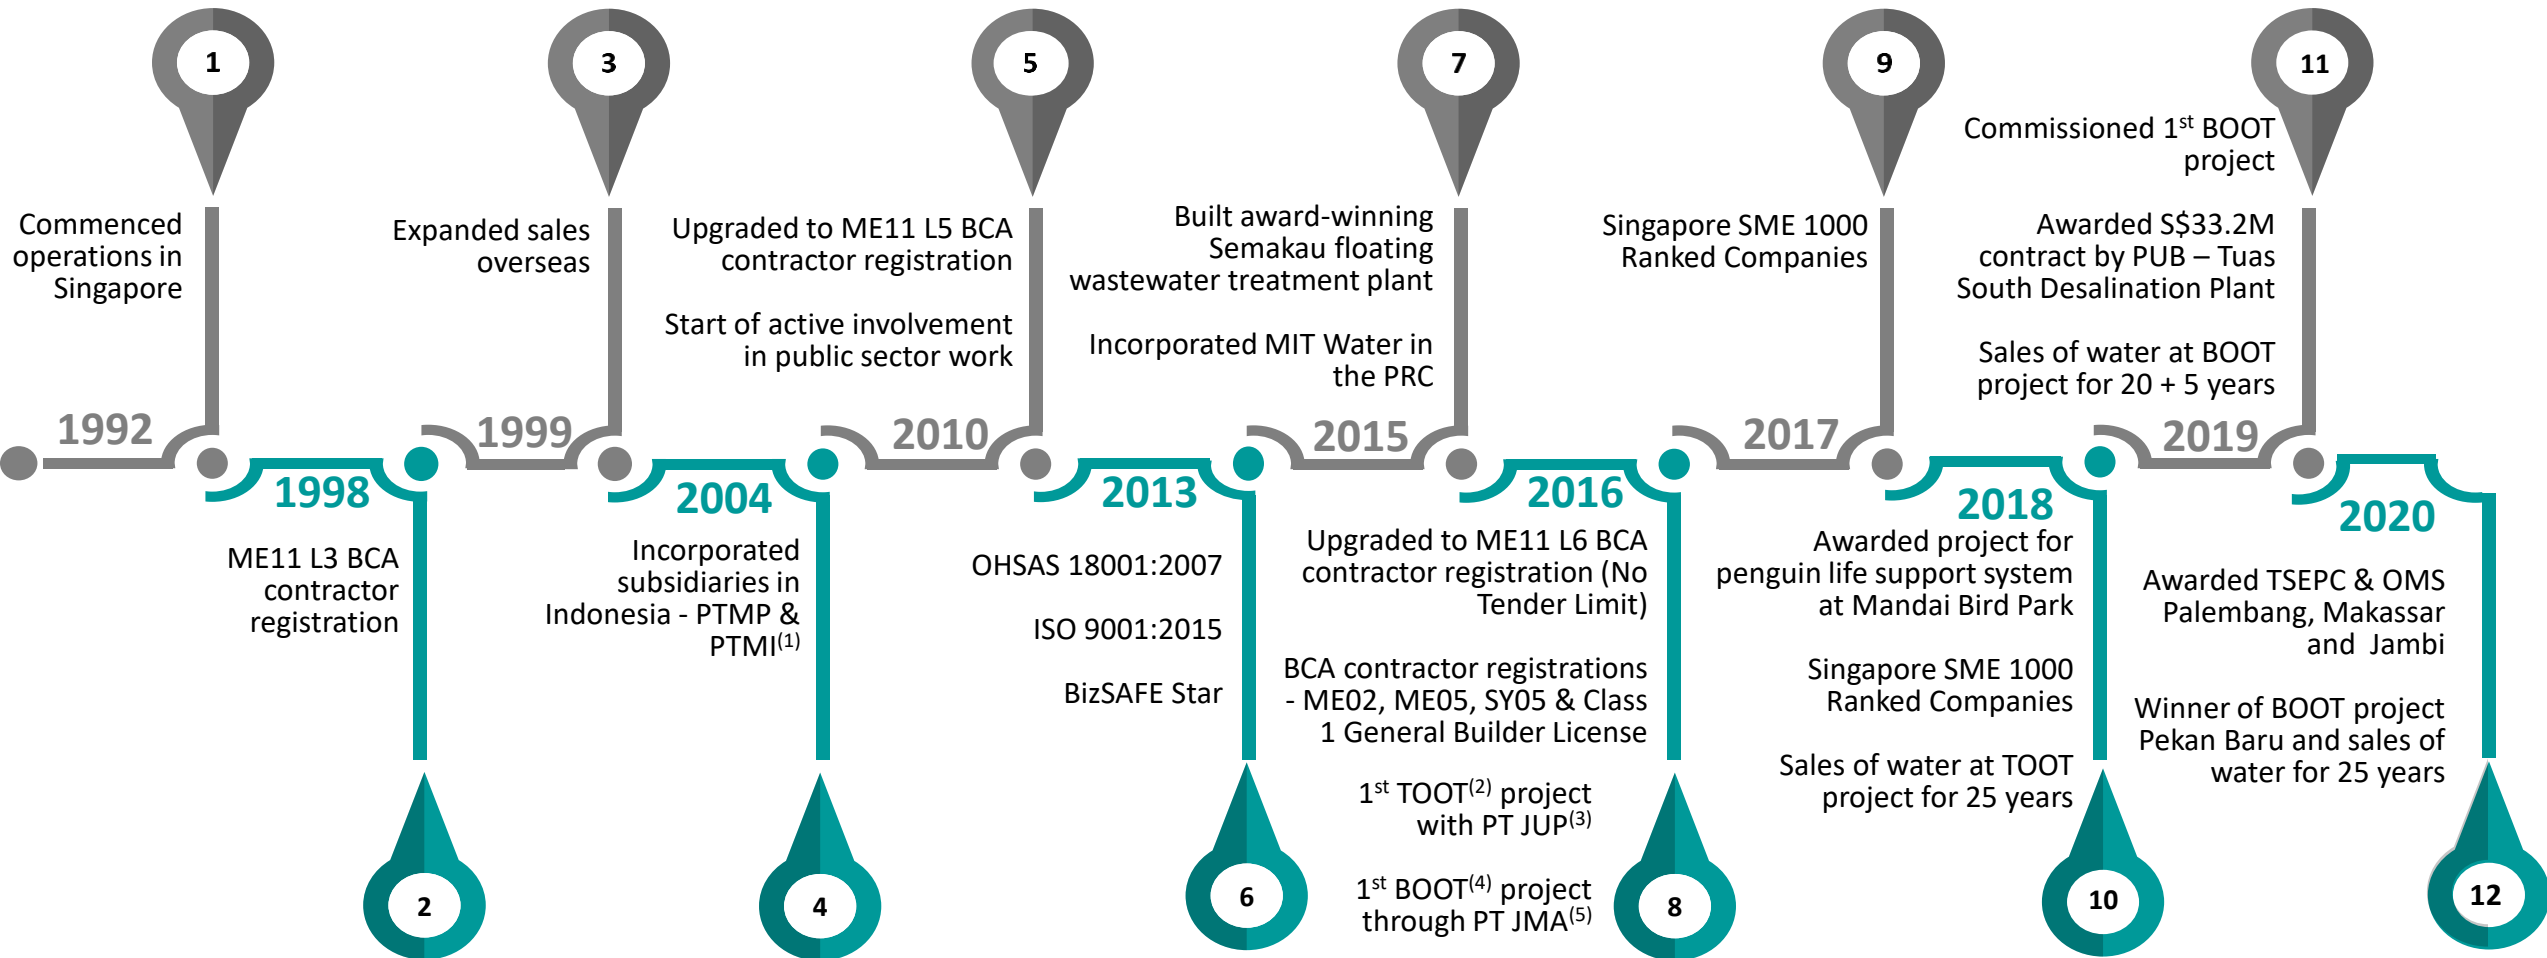 1
Commenced
operations in
Singapore
1992
1998
ME11 L3 BCA
contractor
registration
2
3
Expanded sales
overseas
1999
2004
Incorporated
subsidiaries in
Indonesia - PTMP &
PTMI(1)
4
5
Upgraded to ME11 L5 BCA
contractor registration
Start of active involvement
in public sector work
2010
2013
OHSAS 18001:2007
ISO 9001:2015
BizSAFE Star
6
7
Built award-winning
Semakau floating
wastewater treatment plant
Incorporated MIT Water in
the PRC
2015
2016
Upgraded to ME11 L6 BCA
contractor registration (No
Tender Limit)
BCA contractor registrations
- ME02, ME05, SY05 & Class
1 General Builder License
1st TOOT(2) project
with PT JUP(3)
1st BOOT(4) project
through PT JMA(5)
8
9
Singapore SME 1000
Ranked Companies
2017
2018
Awarded project for
penguin life support system
at Mandai Bird Park
Singapore SME 1000
Ranked Companies
Sales of water at TOOT
project for 25 years
10
11
Commissioned 1st BOOT
project
Awarded S$33.2M
contract by PUB – Tuas
South Desalination Plant
Sales of water at BOOT
project for 20 + 5 years
2019
2020
Awarded TSEPC & OMS
Palembang, Makassar
and Jambi
Winner of BOOT project
Pekan Baru and sales of
water for 25 years
12